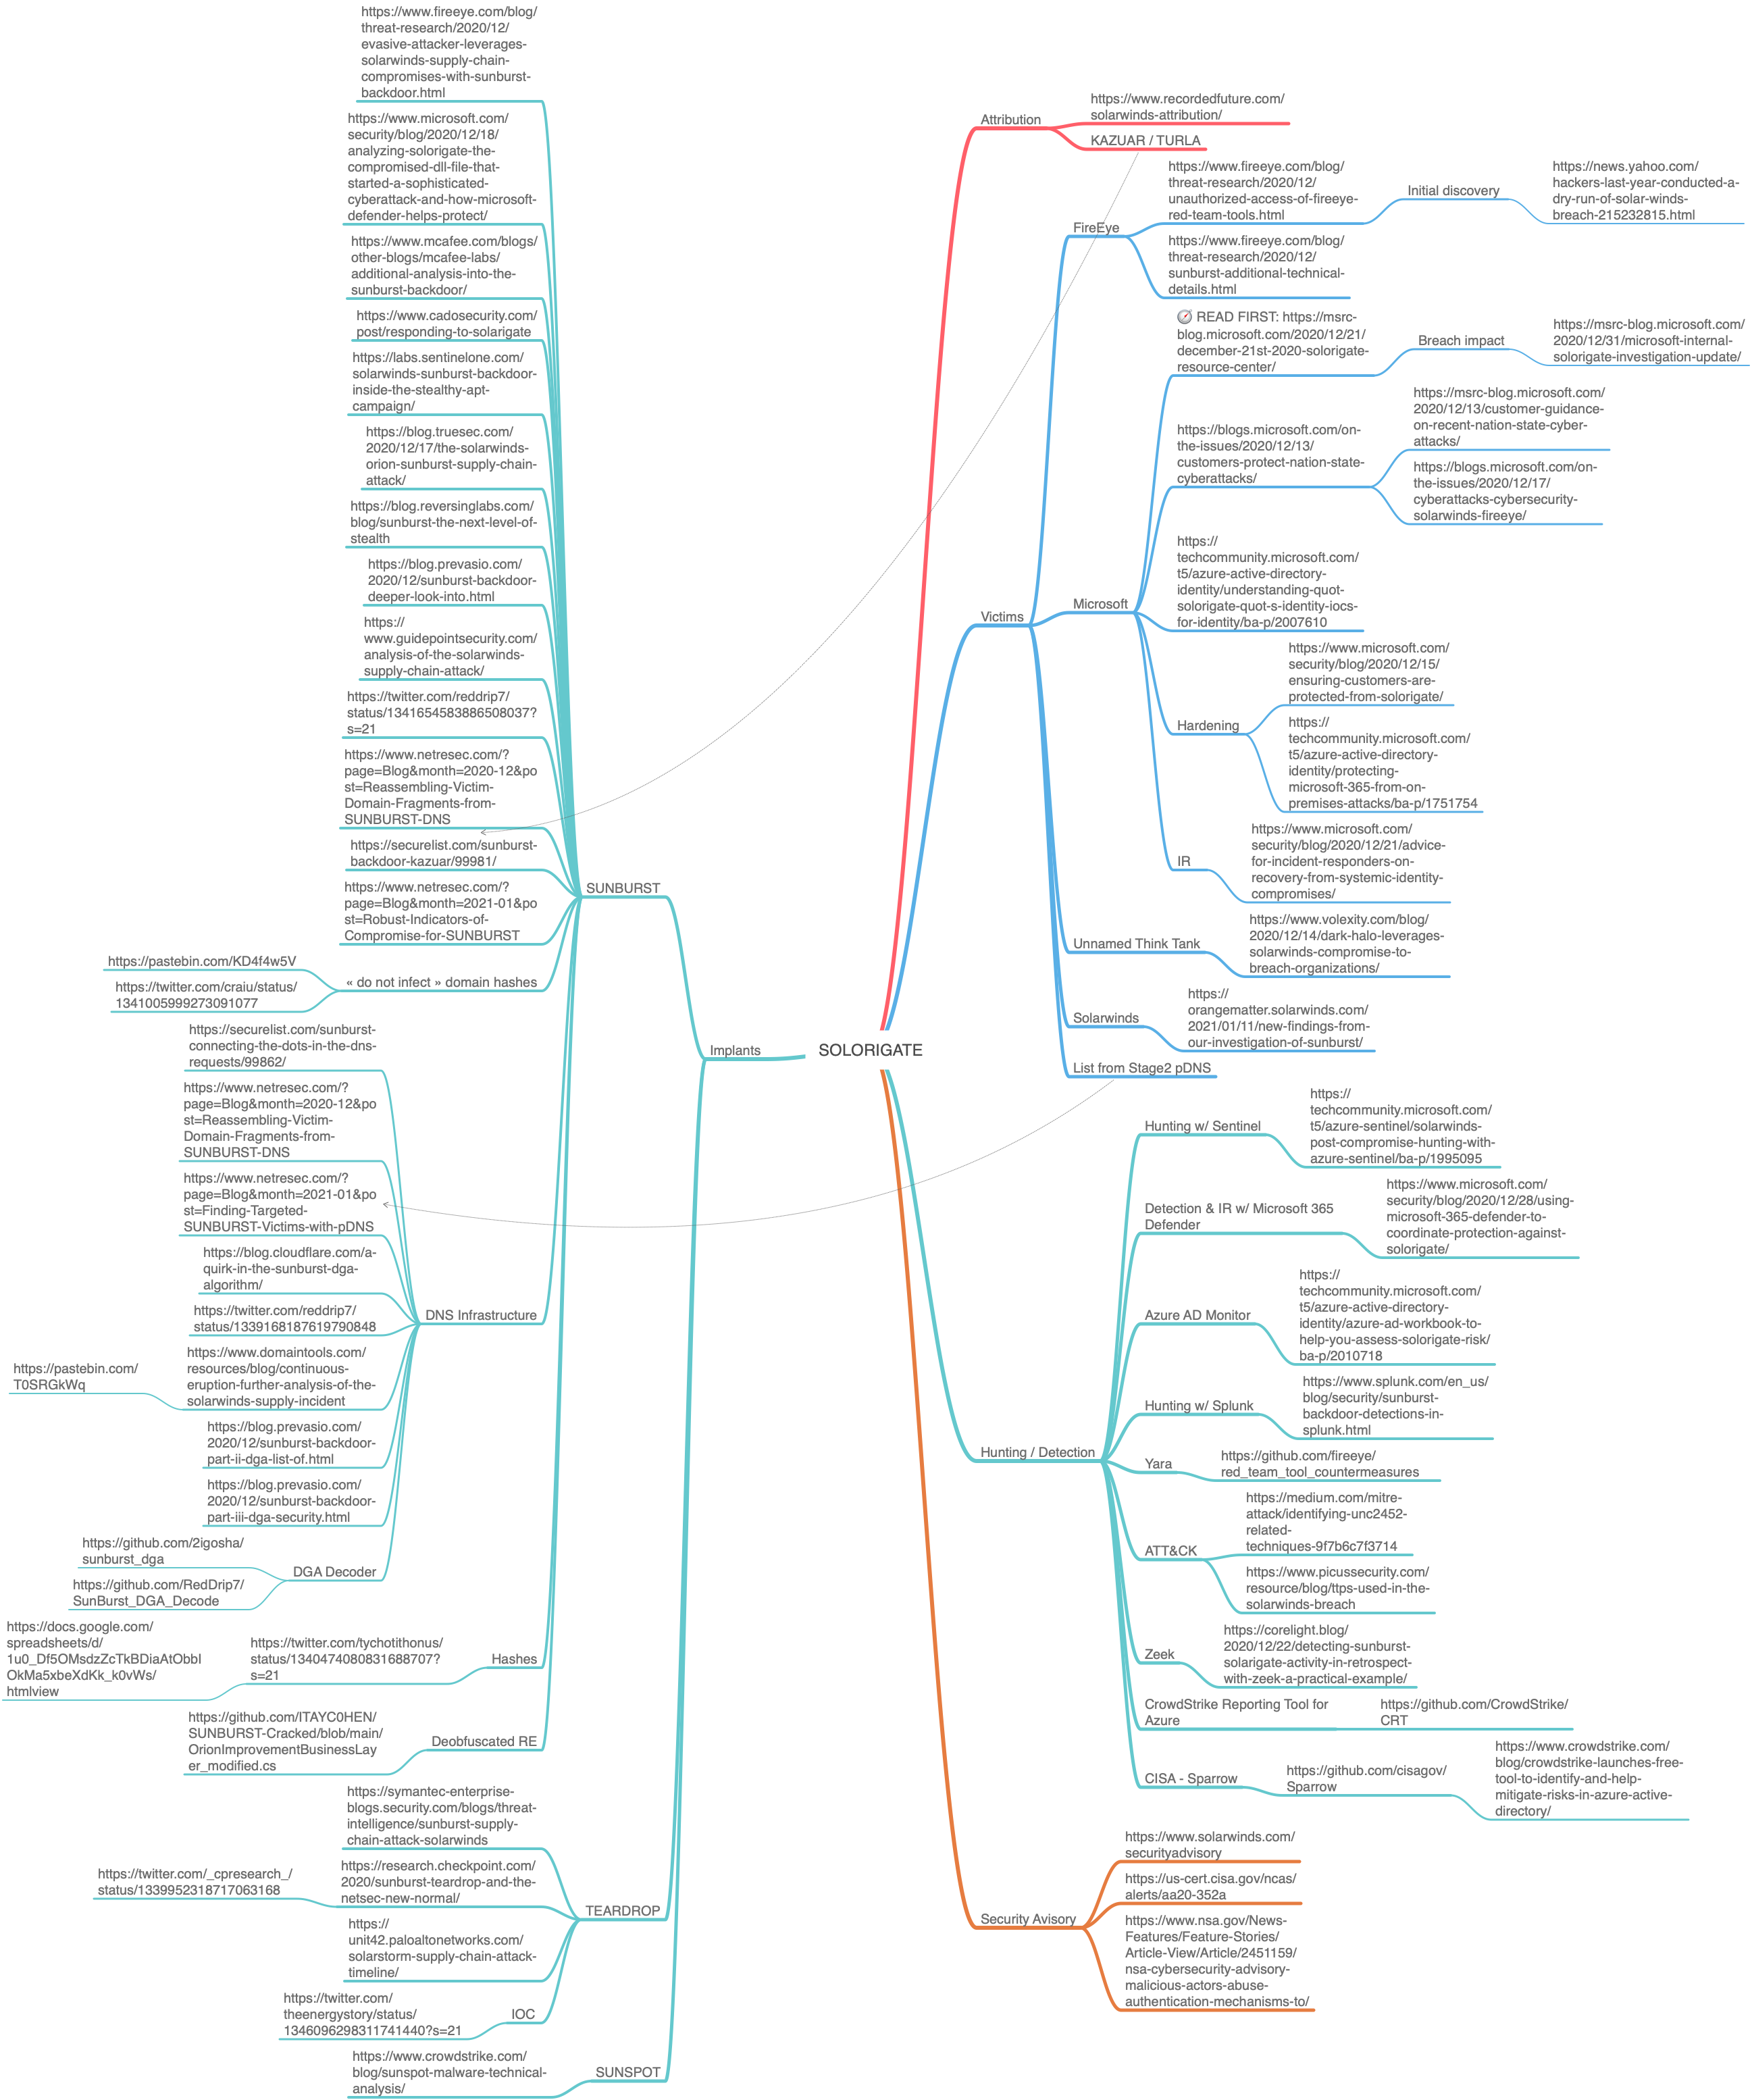 https://www.fireeye.com/blog/
threat-research/2020/12/
evasive-attacker-leverages-
solarwinds-supply-chain-
compromises-with-sunburst-
backdoor.html
https://www.microsoft.com/
security/blog/2020/12/18/
analyzing-solorigate-the-
compromised-dll-file-that-
started-a-sophisticated-
cyberattack-and-how-microsoft-
defender-helps-protect/
https://www.mcafee.com/blogs/
other-blogs/mcafee-labs/
additional-analysis-into-the-
sunburst-backdoor/
https://www.cadosecurity.com/
post/responding-to-solarigate
https://labs.sentinelone.com/
solarwinds-sunburst-backdoor-
inside-the-stealthy-apt-
campaign/
https://blog.truesec.com/
2020/12/17/the-solarwinds-
orion-sunburst-supply-chain-
attack/
https://blog.reversinglabs.com/
blog/sunburst-the-next-level-of-
stealth
https://blog.prevasio.com/
2020/12/sunburst-backdoor-
deeper-look-into.html
https://
www.guidepointsecurity.com/
analysis-of-the-solarwinds-
supply-chain-attack/
https://twitter.com/reddrip7/
status/1341654583886508037?
s=21
https://www.netresec.com/?
page=Blog&month=2020-12&po
st=Reassembling-Victim-
Domain-Fragments-from-
SUNBURST-DNS
https://securelist.com/sunburst-
backdoor-kazuar/99981/
https://www.netresec.com/?
page=Blog&month=2021-01&po
st=Robust-Indicators-of-
Compromise-for-SUNBURST
SUNBURST
https://pastebin.com/KD4f4w5V
https://twitter.com/craiu/status/
1341005999273091077
« do not infect » domain hashes
https://securelist.com/sunburst-
connecting-the-dots-in-the-dns-
requests/99862/
https://www.netresec.com/?
page=Blog&month=2020-12&po
st=Reassembling-Victim-
Domain-Fragments-from-
SUNBURST-DNS
https://www.netresec.com/?
page=Blog&month=2021-01&po
st=Finding-Targeted-
SUNBURST-Victims-with-pDNS
https://blog.cloudflare.com/a-
quirk-in-the-sunburst-dga-
algorithm/
https://twitter.com/reddrip7/
status/1339168187619790848
DNS Infrastructure
https://pastebin.com/
T0SRGkWq
https://www.domaintools.com/
resources/blog/continuous-
eruption-further-analysis-of-the-
solarwinds-supply-incident
https://blog.prevasio.com/
2020/12/sunburst-backdoor-
part-ii-dga-list-of.html
https://blog.prevasio.com/
2020/12/sunburst-backdoor-
part-iii-dga-security.html
https://github.com/2igosha/
sunburst_dga
https://github.com/RedDrip7/
SunBurst_DGA_Decode
DGA Decoder
https://docs.google.com/
spreadsheets/d/
1u0_Df5OMsdzZcTkBDiaAtObbI
OkMa5xbeXdKk_k0vWs/
htmlview
https://twitter.com/tychotithonus/
status/1340474080831688707?
s=21
Hashes
https://github.com/ITAYC0HEN/
SUNBURST-Cracked/blob/main/
OrionImprovementBusinessLay
er_modified.cs
Deobfuscated RE
https://symantec-enterprise-
blogs.security.com/blogs/threat-
intelligence/sunburst-supply-
chain-attack-solarwinds
https://twitter.com/_cpresearch_/
status/1339952318717063168
https://research.checkpoint.com/
2020/sunburst-teardrop-and-the-
netsec-new-normal/
TEARDROP
https://
unit42.paloaltonetworks.com/
solarstorm-supply-chain-attack-
timeline/
https://twitter.com/
theenergystory/status/
1346096298311741440?s=21
IOC
https://www.crowdstrike.com/
blog/sunspot-malware-technical-
analysis/
SUNSPOT
Implants
SOLORIGATE
Attribution
https://www.recordedfuture.com/
solarwinds-attribution/
KAZUAR / TURLA
Victims
FireEye
https://www.fireeye.com/blog/
threat-research/2020/12/
unauthorized-access-of-fireeye-
red-team-tools.html
Initial discovery
https://news.yahoo.com/
hackers-last-year-conducted-a-
dry-run-of-solar-winds-
breach-215232815.html
https://www.fireeye.com/blog/
threat-research/2020/12/
sunburst-additional-technical-
details.html
Microsoft
READ FIRST: https://msrc-
blog.microsoft.com/2020/12/21/
december-21st-2020-solorigate-
resource-center/
Breach impact
https://msrc-blog.microsoft.com/
2020/12/31/microsoft-internal-
solorigate-investigation-update/
https://blogs.microsoft.com/on-
the-issues/2020/12/13/
customers-protect-nation-state-
cyberattacks/
https://msrc-blog.microsoft.com/
2020/12/13/customer-guidance-
on-recent-nation-state-cyber-
attacks/
https://blogs.microsoft.com/on-
the-issues/2020/12/17/
cyberattacks-cybersecurity-
solarwinds-fireeye/
https://
techcommunity.microsoft.com/
t5/azure-active-directory-
identity/understanding-quot-
solorigate-quot-s-identity-iocs-
for-identity/ba-p/2007610
Hardening
https://www.microsoft.com/
security/blog/2020/12/15/
ensuring-customers-are-
protected-from-solorigate/
https://
techcommunity.microsoft.com/
t5/azure-active-directory-
identity/protecting-
microsoft-365-from-on-
premises-attacks/ba-p/1751754
IR
https://www.microsoft.com/
security/blog/2020/12/21/advice-
for-incident-responders-on-
recovery-from-systemic-identity-
compromises/
Unnamed Think Tank
https://www.volexity.com/blog/
2020/12/14/dark-halo-leverages-
solarwinds-compromise-to-
breach-organizations/
Solarwinds
https://
orangematter.solarwinds.com/
2021/01/11/new-findings-from-
our-investigation-of-sunburst/
List from Stage2 pDNS
Hunting / Detection
Hunting w/ Sentinel
https://
techcommunity.microsoft.com/
t5/azure-sentinel/solarwinds-
post-compromise-hunting-with-
azure-sentinel/ba-p/1995095
Detection & IR w/ Microsoft 365
Defender
https://www.microsoft.com/
security/blog/2020/12/28/using-
microsoft-365-defender-to-
coordinate-protection-against-
solorigate/
Azure AD Monitor
https://
techcommunity.microsoft.com/
t5/azure-active-directory-
identity/azure-ad-workbook-to-
help-you-assess-solorigate-risk/
ba-p/2010718
Hunting w/ Splunk
https://www.splunk.com/en_us/
blog/security/sunburst-
backdoor-detections-in-
splunk.html
Yara
https://github.com/fireeye/
red_team_tool_countermeasures
ATT&CK
https://medium.com/mitre-
attack/identifying-unc2452-
related-
techniques-9f7b6c7f3714
https://www.picussecurity.com/
resource/blog/ttps-used-in-the-
solarwinds-breach
Zeek
https://corelight.blog/
2020/12/22/detecting-sunburst-
solarigate-activity-in-retrospect-
with-zeek-a-practical-example/
CrowdStrike Reporting Tool for
Azure
https://github.com/CrowdStrike/
CRT
CISA - Sparrow
https://github.com/cisagov/
Sparrow
https://www.crowdstrike.com/
blog/crowdstrike-launches-free-
tool-to-identify-and-help-
mitigate-risks-in-azure-active-
directory/
Security Avisory
https://www.solarwinds.com/
securityadvisory
https://us-cert.cisa.gov/ncas/
alerts/aa20-352a
https://www.nsa.gov/News-
Features/Feature-Stories/
Article-View/Article/2451159/
nsa-cybersecurity-advisory-
malicious-actors-abuse-
authentication-mechanisms-to/